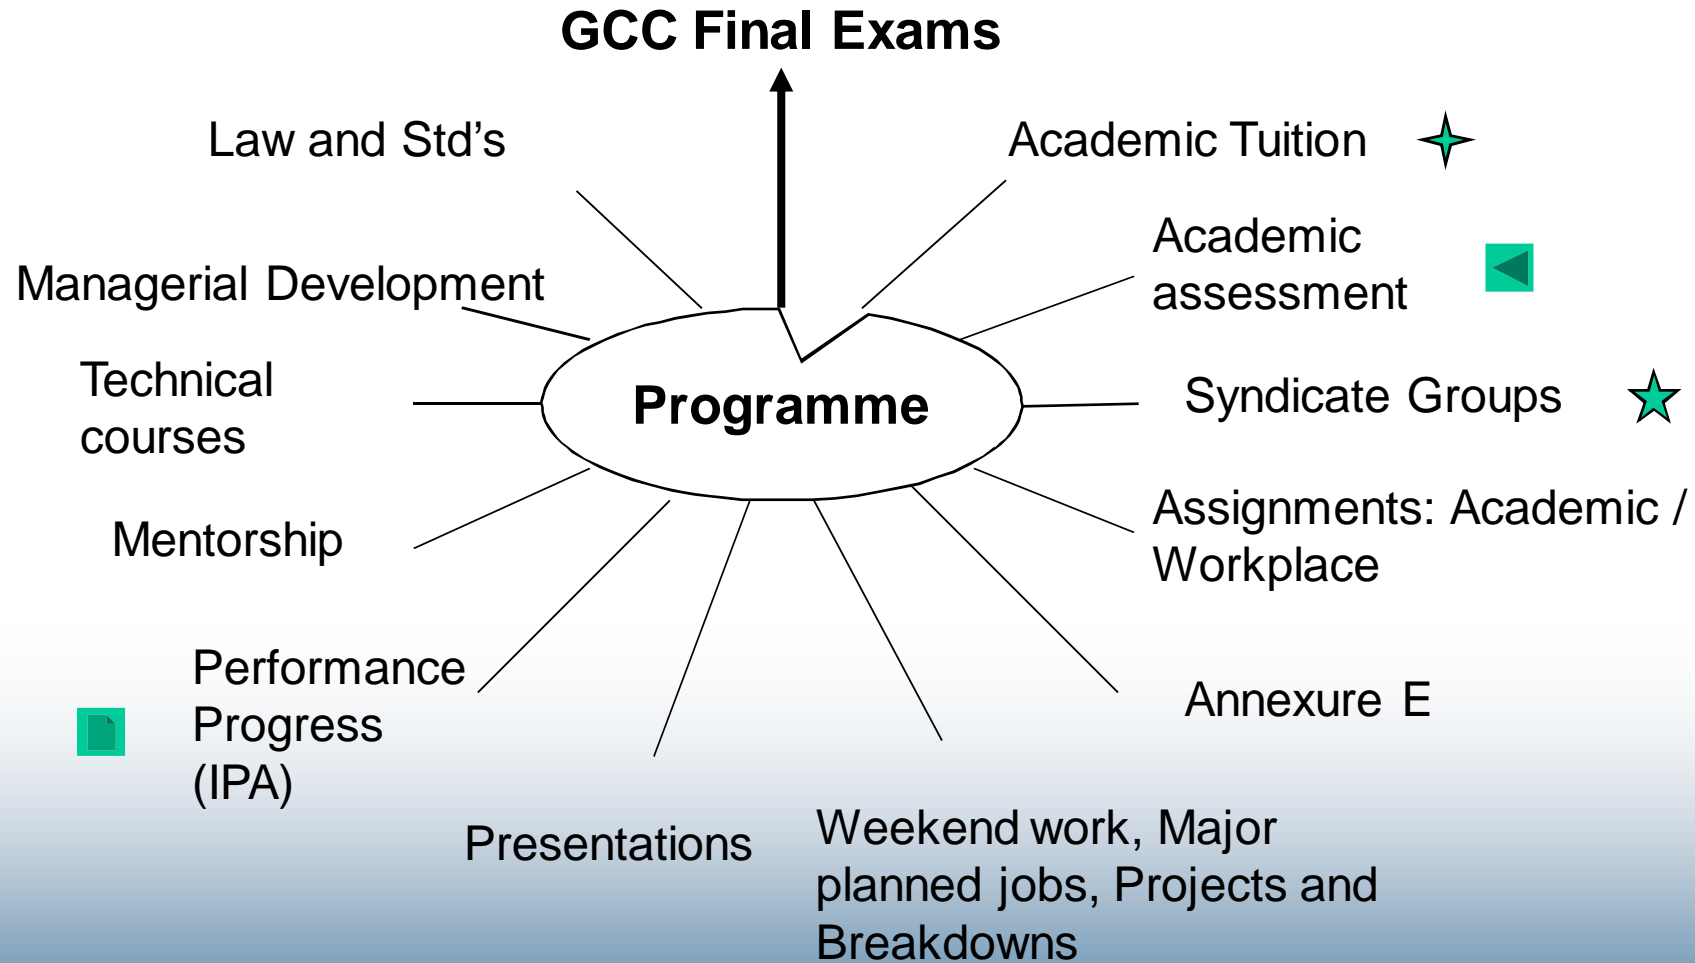 GCC Final Exams
Law and Std's
Academic Tuition
Academic
assessment
Managerial Development
Technical
courses
Programme
Syndicate Groups
Mentorship
Assignments: Academic /
Workplace
Performance
Progress
(IPA)
Annexure E
Presentations
Weekend work, Major
planned jobs, Projects and
Breakdowns